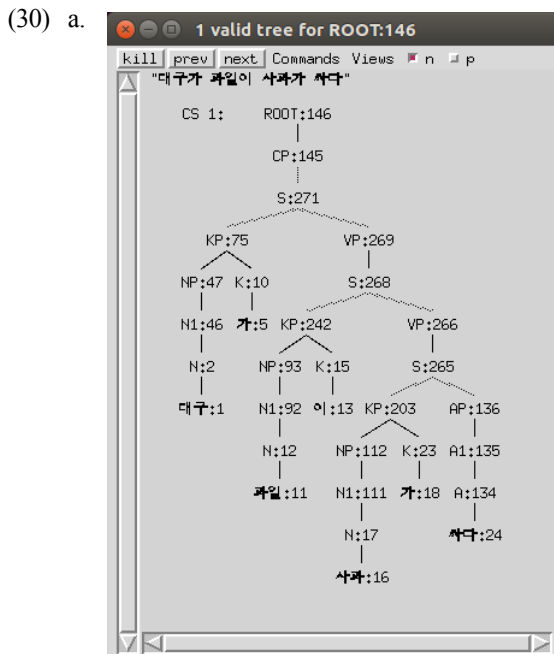 (30) a.
1 valid tree for ROOT:146
kill prev next Commands Views n p
"대구가 과일이 사과가 싸다"
CS 1: ROOT:146
CP:145
S:271
KP:75 VP:269
NP:47 K:10 S:268
N1:46 가:5 KP:242 VP:266
N:2 NP:93 K:15 S:265
대구:1 N1:92 이:13 KP:203 AP:136
N:12 NP:112 K:23 A1:135
과일:11 N1:111 가:18 A:134
N:17 싸다:24
사과:16